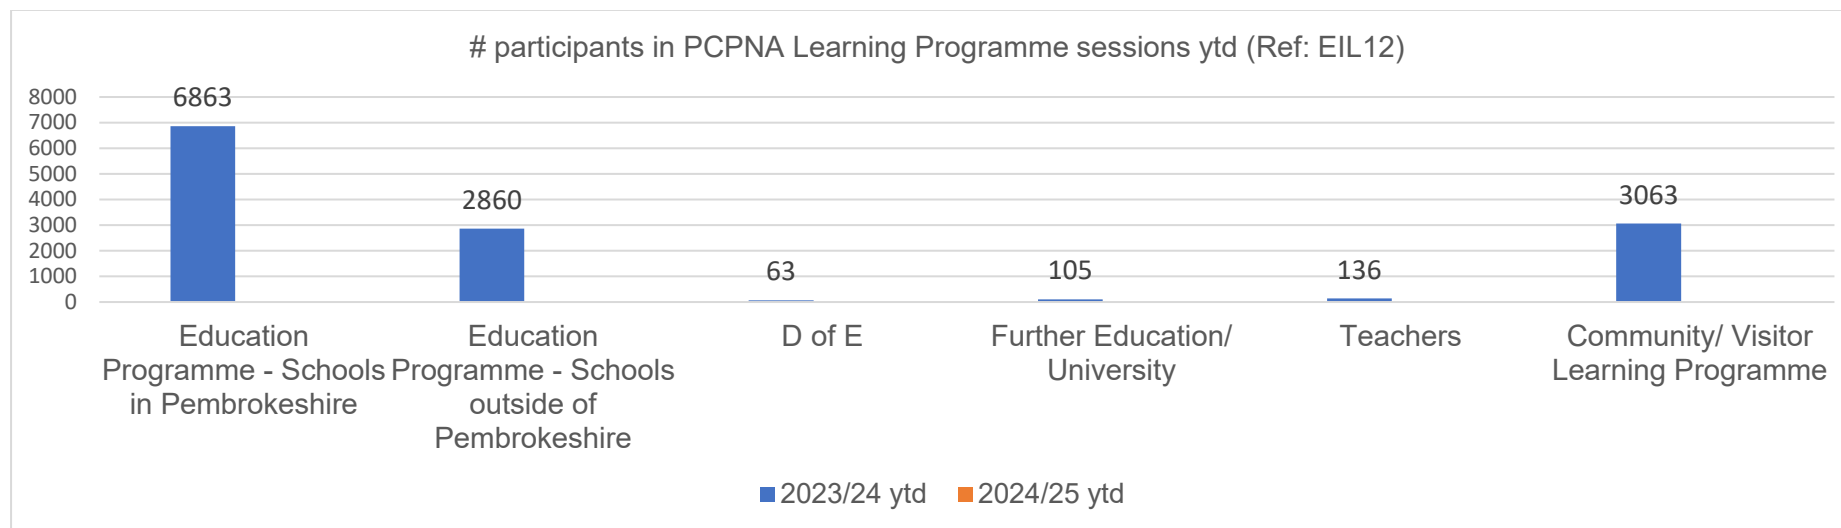 # participants in PCPNA Learning Programme sessions ytd (Ref: EIL12)
8000
7000
6000
5000
4000
3000
2000
1000
0
6863
2860
63
105
136
3063
Education
Programme - Schools
in Pembrokeshire
Education
Programme - Schools
outside of
Pembrokeshire
D of E
Further Education/
University
Teachers
Community/ Visitor
Learning Programme
2023/24 ytd
2024/25 ytd